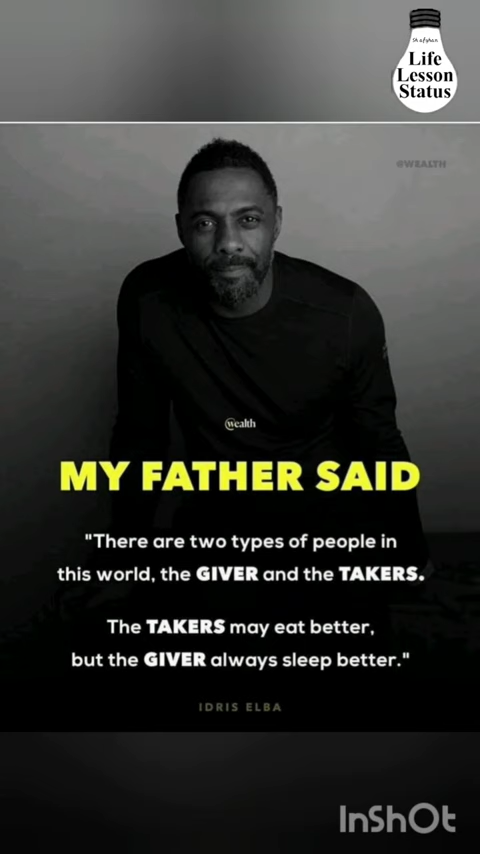 Shafghan
Life
Lesson
Status
@WEALTH
@wealth
MY FATHER SAID
"There are two types of people in
this world, the GIVER and the TAKERS.
The TAKERS may eat better,
but the GIVER always sleep better."
IDRIS ELBA
InShOt